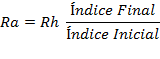 Ra = Rh Índice Final / Índice Inicial